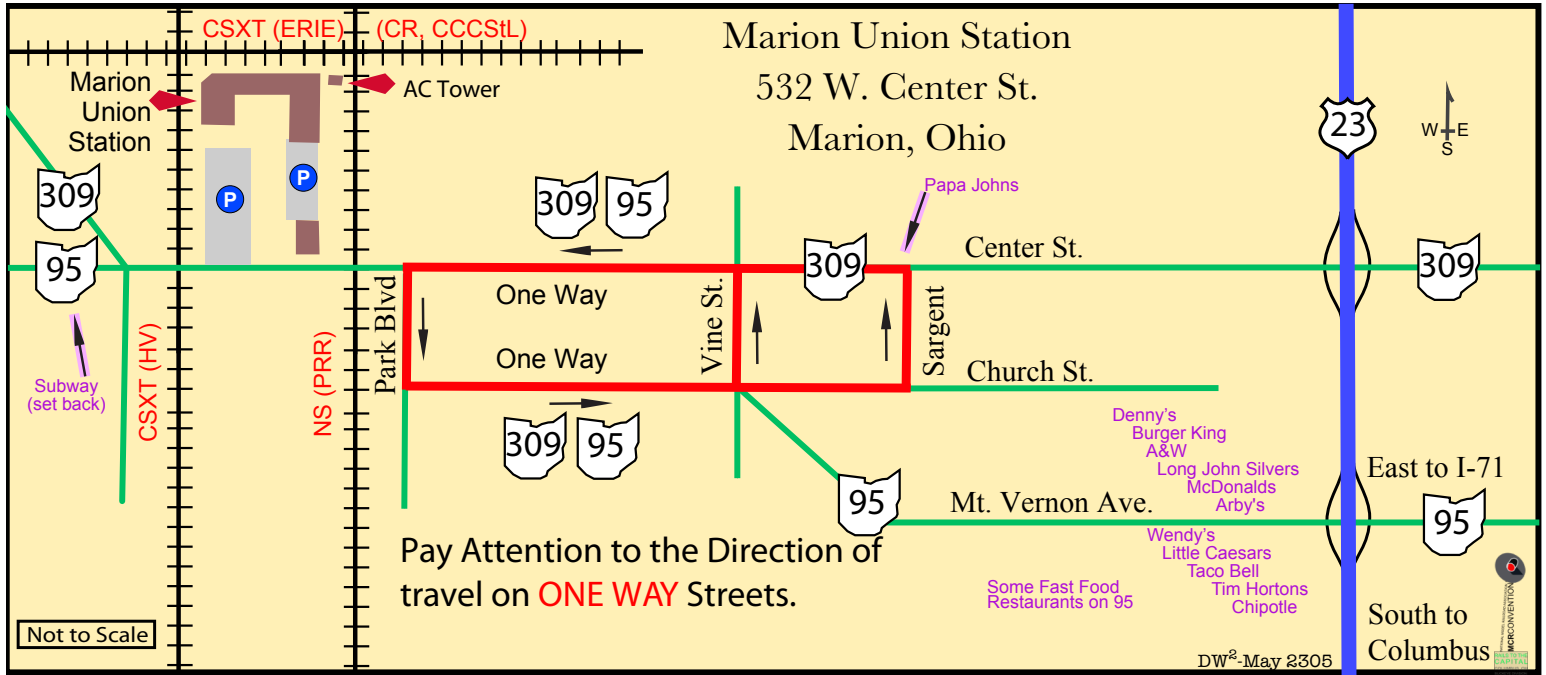 CSXT (ERIE)
(CR, CCCStL)
Marion Union Station
532 W. Center St.
Marion, Ohio
Marion
Union
Station
AC Tower
23
W E
S
309
P
P
309
95
Papa Johns
95
309
Center St.
309
Park Blvd
One Way
Vine St.
Sargent
One Way
Church St.
Subway
(set back)
CSXT (HV)
NS (PRR)
309
95
Denny's
Burger King
A&W
Long John Silvers
McDonalds
Arby's
East to I-71
95
Mt. Vernon Ave.
95
Pay Attention to the Direction of
travel on ONE WAY Streets.
Wendy's
Little Caesars
Taco Bell
Tim Hortons
Chipotle
Some Fast Food
Restaurants on 95
Not to Scale
South to
Columbus
DW²-May 2305
MCRCONVENTION
CAPITAL